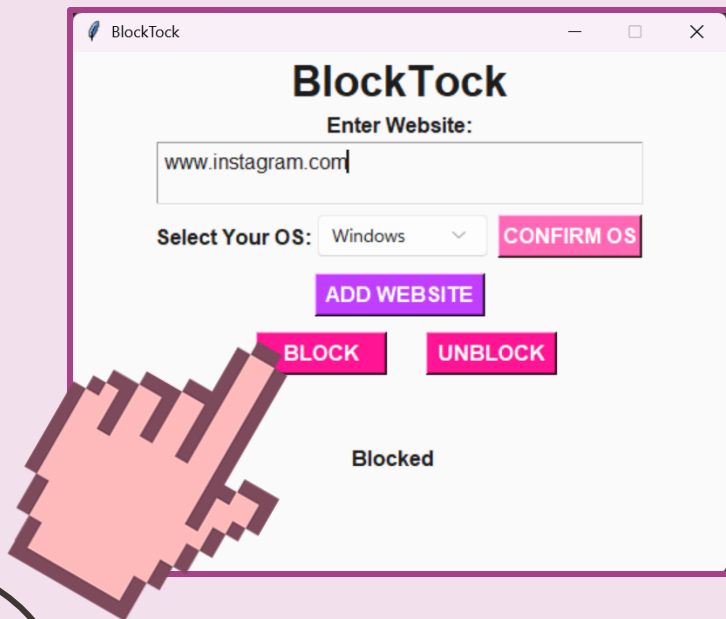 BlockTock
BlockTock
Enter Website:
www.instagram.com
Select Your OS: Windows CONFIRM OS
ADD WEBSITE
BLOCK UNBLOCK
Blocked